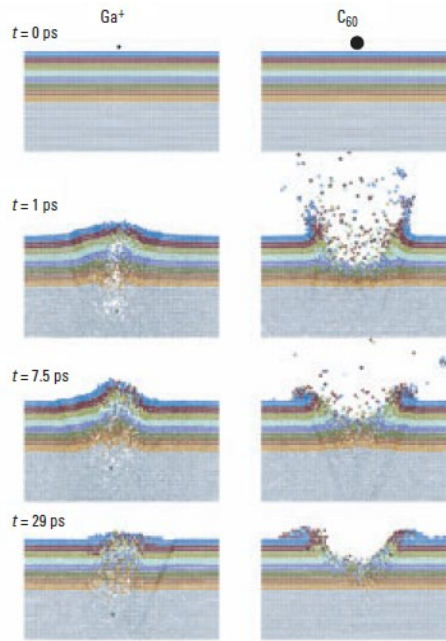 Ga⁺
C₆₀
t = 0 ps
t = 1 ps
t = 7.5 ps
t = 29 ps